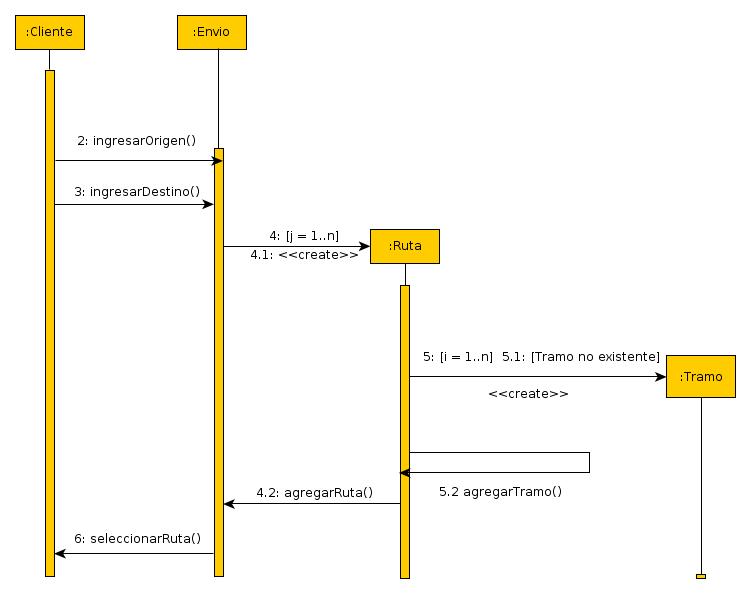 :Cliente
:Envio
2: ingresarOrigen()
3: ingresarDestino()
4: [j = 1..n]
4.1: <<create>>
:Ruta
5: [i = 1..n]  5.1: [Tramo no existente]
<<create>>
:Tramo
5.2 agregarTramo()
4.2: agregarRuta()
6: seleccionarRuta()